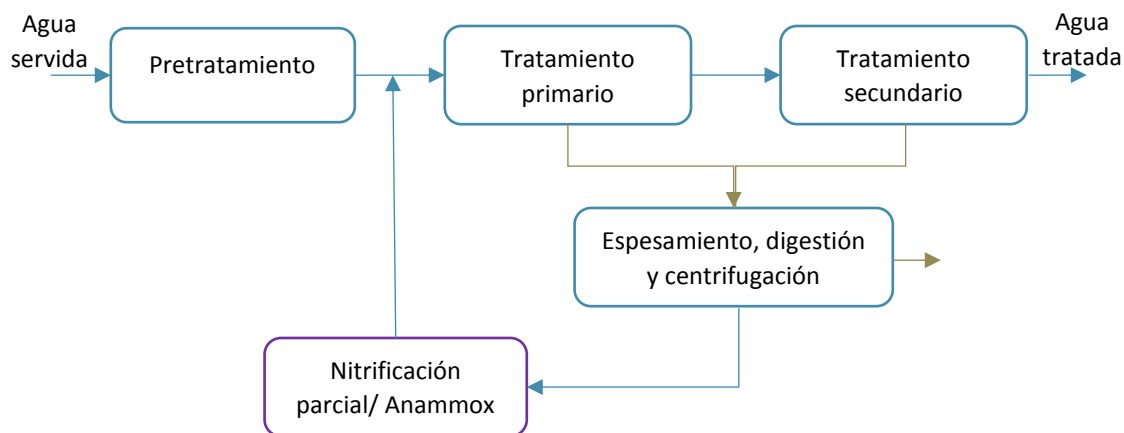 Agua
servida
Pretratamiento
Tratamiento
primario
Tratamiento
secundario
Agua
tratada
Espesamiento, digestión
y centrifugación
Nitrificación
parcial/ Anammox